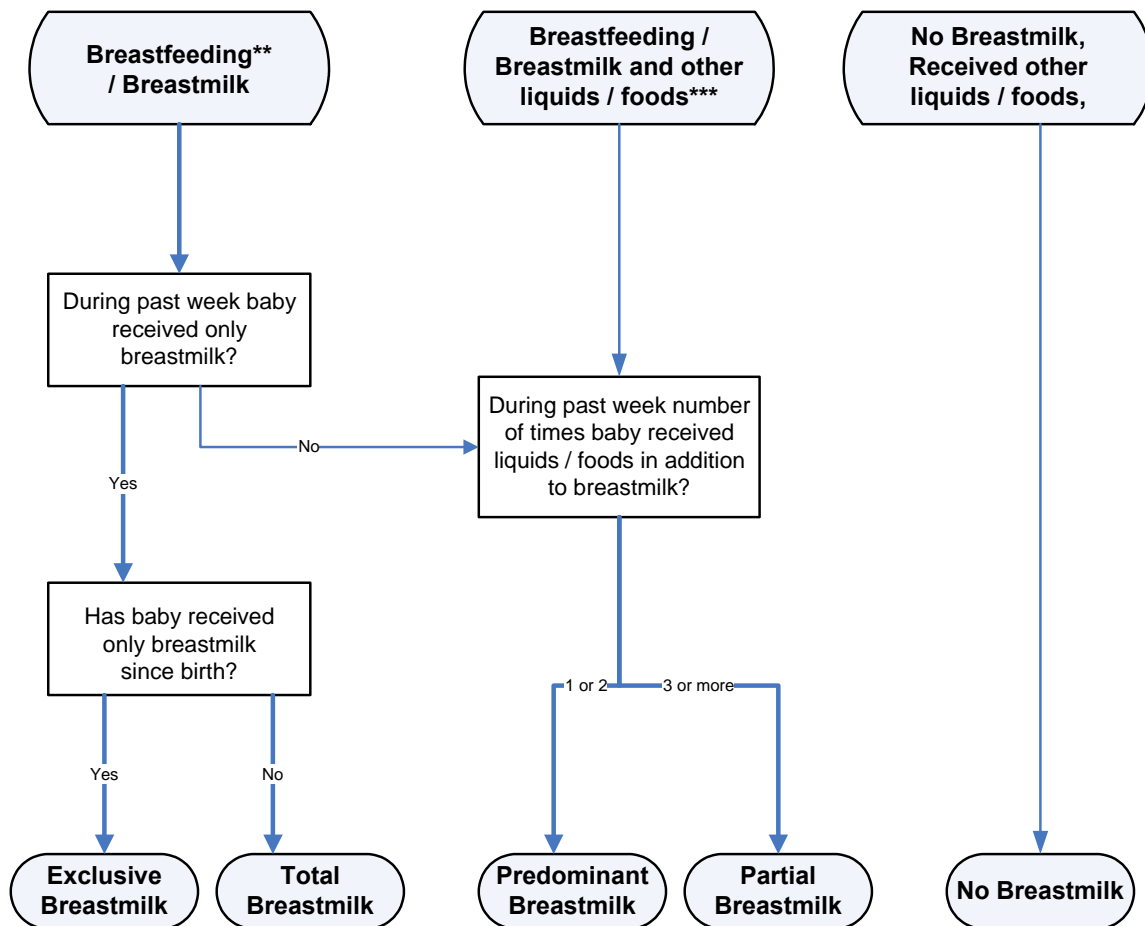 Breastfeeding**
/ Breastmilk
Breastfeeding /
Breastmilk and other
liquids / foods***
No Breastmilk,
Received other
liquids / foods,
During past week baby
received only
breastmilk?
During past week number
of times baby received
liquids / foods in addition
to breastmilk?
No
Yes
Has baby received
only breastmilk
since birth?
1 or 2
3 or more
Yes
No
Exclusive
Breastmilk
Total
Breastmilk
Predominant
Breastmilk
Partial
Breastmilk
No Breastmilk